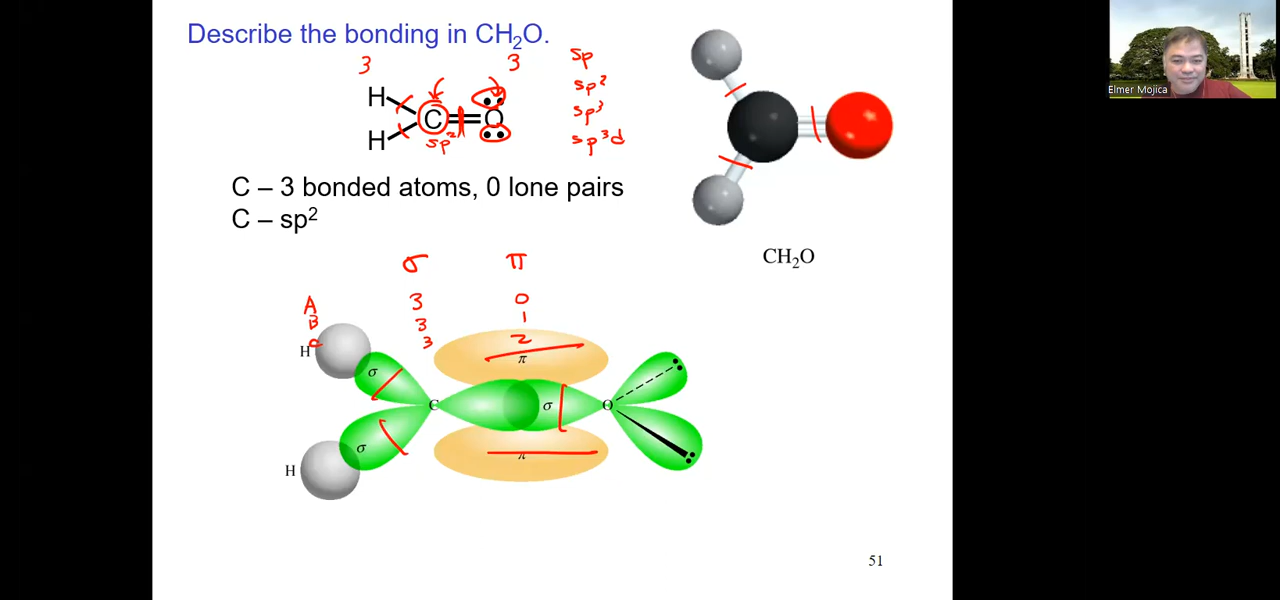 Describe the bonding in CH₂O.
Elmer Mojica
3
3
sp
sp²
sp³
sp³d
H
C=O
H
sp²
C – 3 bonded atoms, 0 lone pairs
C – sp²
CH₂O
σ π
A 3 0
B 3 1
C 3 2
H σ π
C σ O
H σ π
51